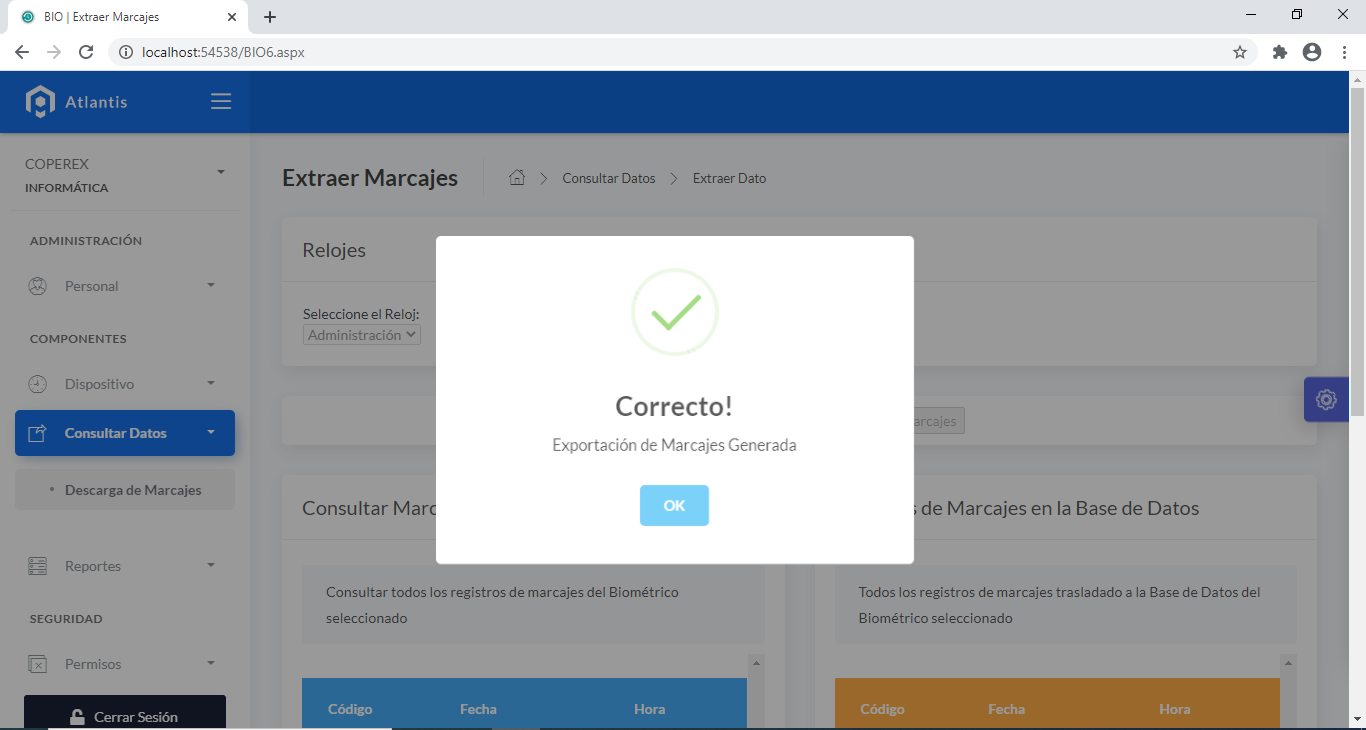 BIO | Extraer Marcajes
localhost:54538/BIO6.aspx
Atlantis
COPEREX
INFORMÁTICA
ADMINISTRACIÓN
Personal
COMPONENTES
Dispositivo
Consultar Datos
Descarga de Marcajes
Reportes
SEGURIDAD
Permisos
Cerrar Sesión
Extraer Marcajes
Consultar Datos
Extraer Dato
Relojes
Seleccione el Reloj:
Administración
Correcto!
Exportación de Marcajes Generada
OK
Consultar
de Marcajes en la Base de Datos
Consultar todos los registros de marcajes del Biométrico
seleccionado
Todos los registros de marcajes trasladado a la Base de Datos del
Biométrico seleccionado
Código Fecha Hora
Código Fecha Hora